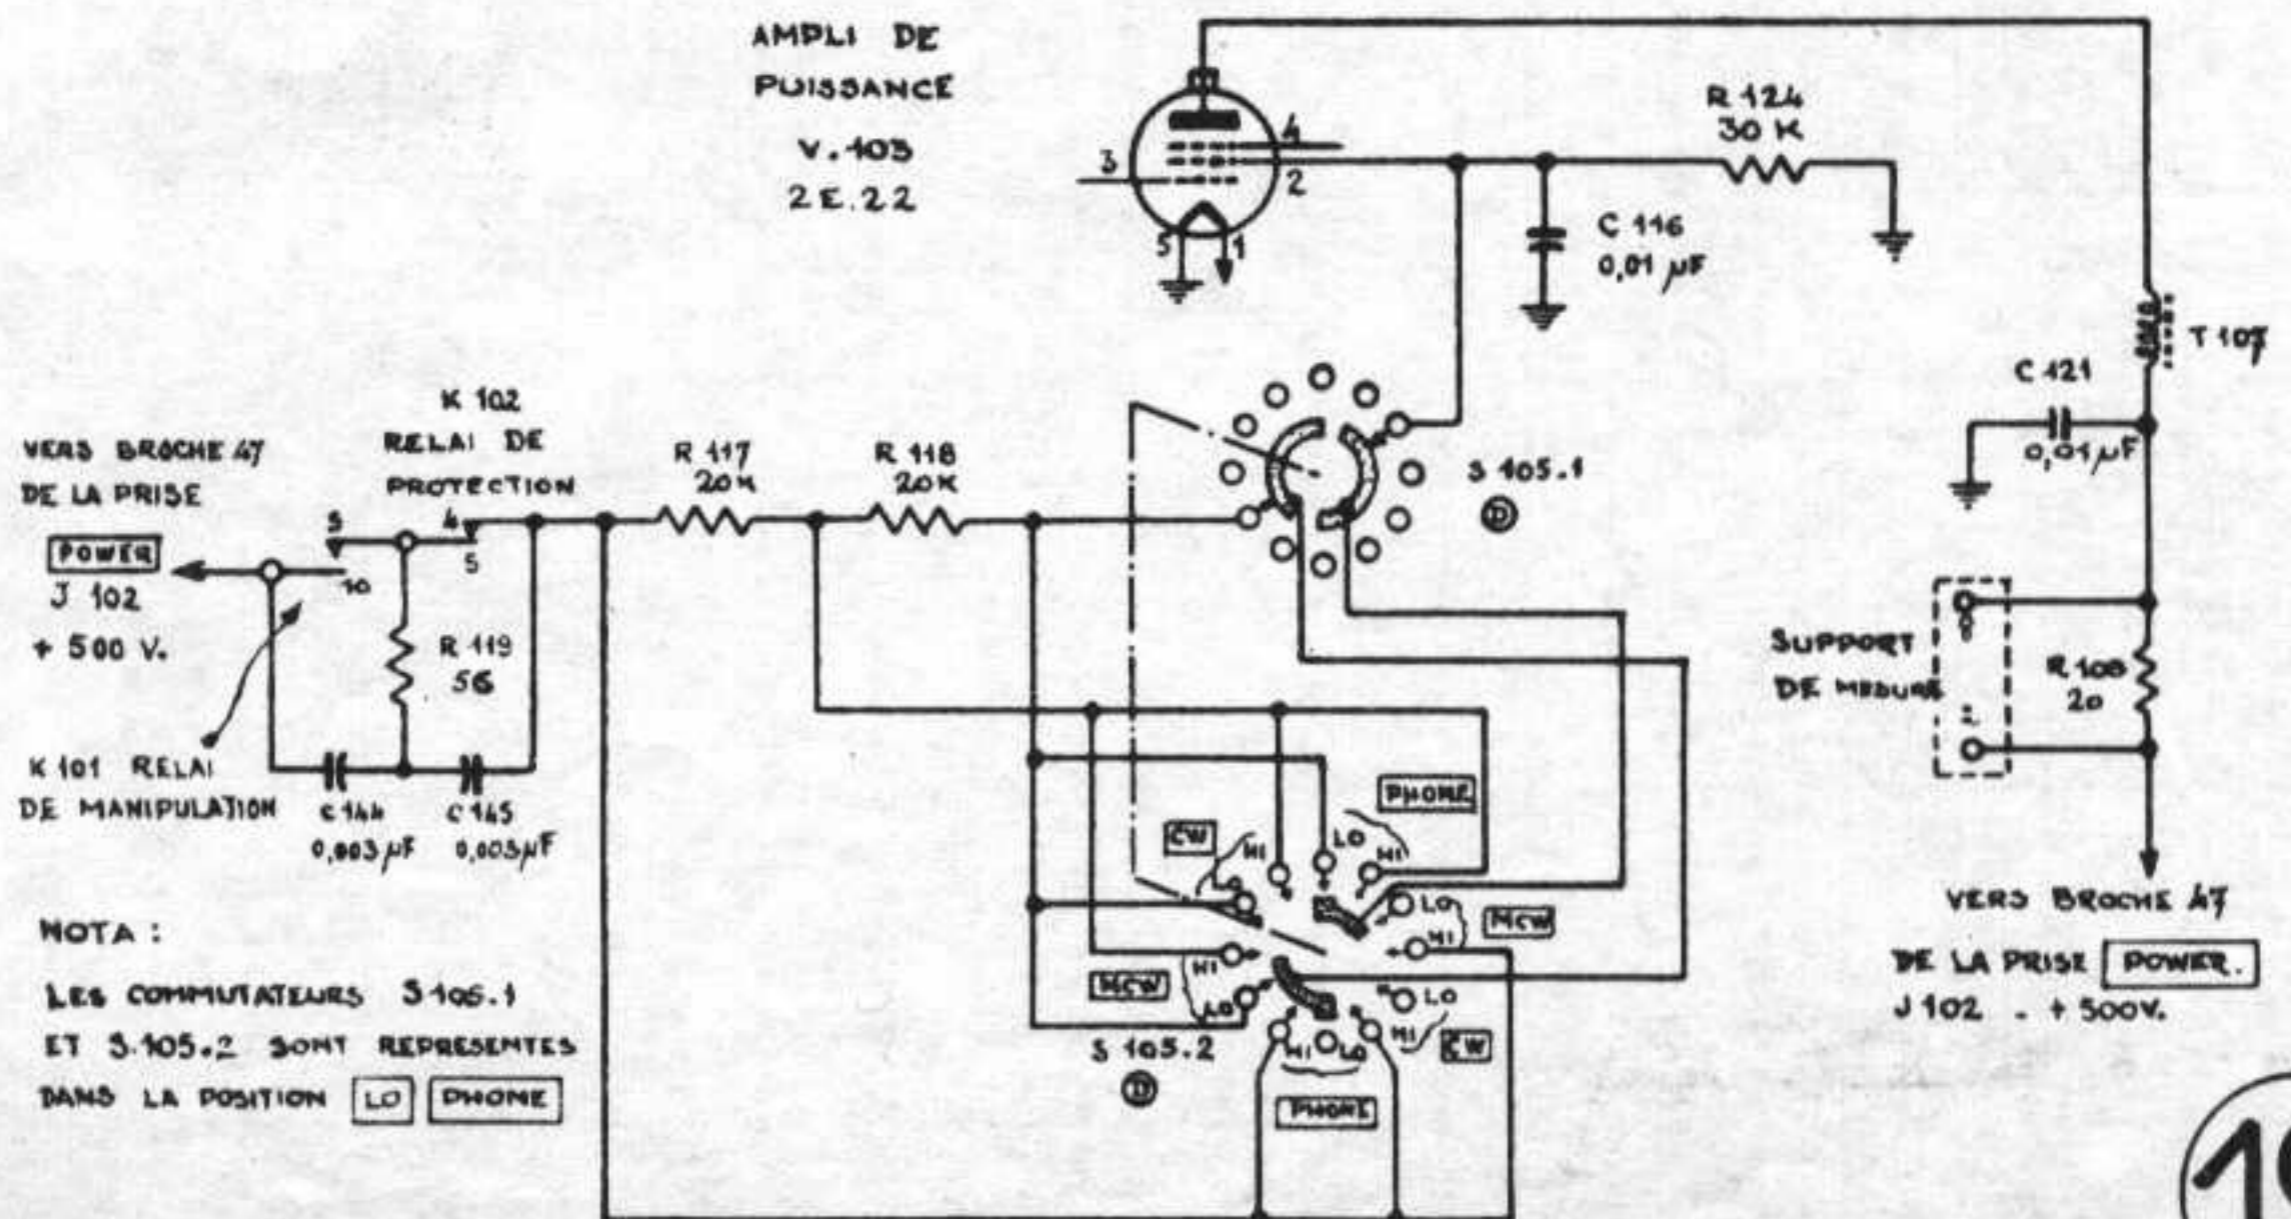 AMPLI DE
PUISSANCE
V.103
2E.22
3
4
2
5
1
R 124
30 K
C 116
0,01 µF
T 107
C 121
0,01 µF
K 102
RELAI DE
PROTECTION
VERS BROCHE 47
DE LA PRISE
POWER
J 102
+ 500 V.
4
5
10
R 117
20K
R 118
20K
S 105.1
D
R 119
56
K 101 RELAI
DE MANIPULATION
C 144
0,003 µF
C 145
0,003 µF
SUPPORT
DE MESURE
20
PHONE
CW
HI
LO
HI
LO
LO
MCW
HI
HI
MCW
LO
LO
HI
CW
HI
LO
PHONE
S 105.2
D
VERS BROCHE 47
DE LA PRISE POWER.
J 102 - + 500V.
NOTA :
LES COMMUTATEURS S105.1
ET S.105.2 SONT REPRESENTES
DANS LA POSITION LO PHONE